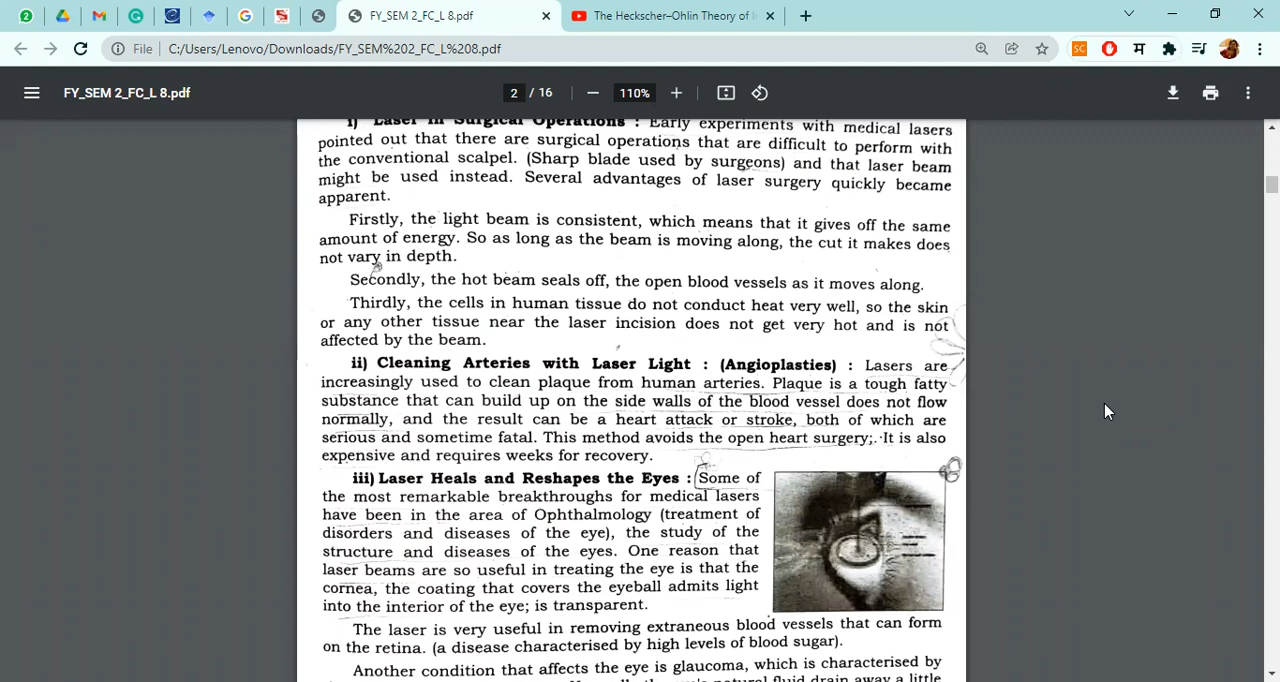 FY_SEM 2_FC_L 8.pdf
The Heckscher–Ohlin Theory of I
File
C:/Users/Lenovo/Downloads/FY_SEM%202_FC_L%208.pdf
FY_SEM 2_FC_L 8.pdf
2 / 16
110%
i) Laser in Surgical Operations : Early experiments with medical lasers
pointed out that there are surgical operations that are difficult to perform with
the conventional scalpel. (Sharp blade used by surgeons) and that laser beam
might be used instead. Several advantages of laser surgery quickly became
apparent.
Firstly, the light beam is consistent, which means that it gives off the same
amount of energy. So as long as the beam is moving along, the cut it makes does
not vary in depth.
Secondly, the hot beam seals off, the open blood vessels as it moves along.
Thirdly, the cells in human tissue do not conduct heat very well, so the skin
or any other tissue near the laser incision does not get very hot and is not
affected by the beam.
ii) Cleaning Arteries with Laser Light : (Angioplasties) : Lasers are
increasingly used to clean plaque from human arteries. Plaque is a tough fatty
substance that can build up on the side walls of the blood vessel does not flow
normally, and the result can be a heart attack or stroke, both of which are
serious and sometime fatal. This method avoids the open heart surgery;. It is also
expensive and requires weeks for recovery.
iii) Laser Heals and Reshapes the Eyes : Some of
the most remarkable breakthroughs for medical lasers
have been in the area of Ophthalmology (treatment of
disorders and diseases of the eye), the study of the
structure and diseases of the eyes. One reason that
laser beams are so useful in treating the eye is that the
cornea, the coating that covers the eyeball admits light
into the interior of the eye; is transparent.
The laser is very useful in removing extraneous blood vessels that can form
on the retina. (a disease characterised by high levels of blood sugar).
Another condition that affects the eye is glaucoma, which is characterised by
eye's natural fluid drain away a little